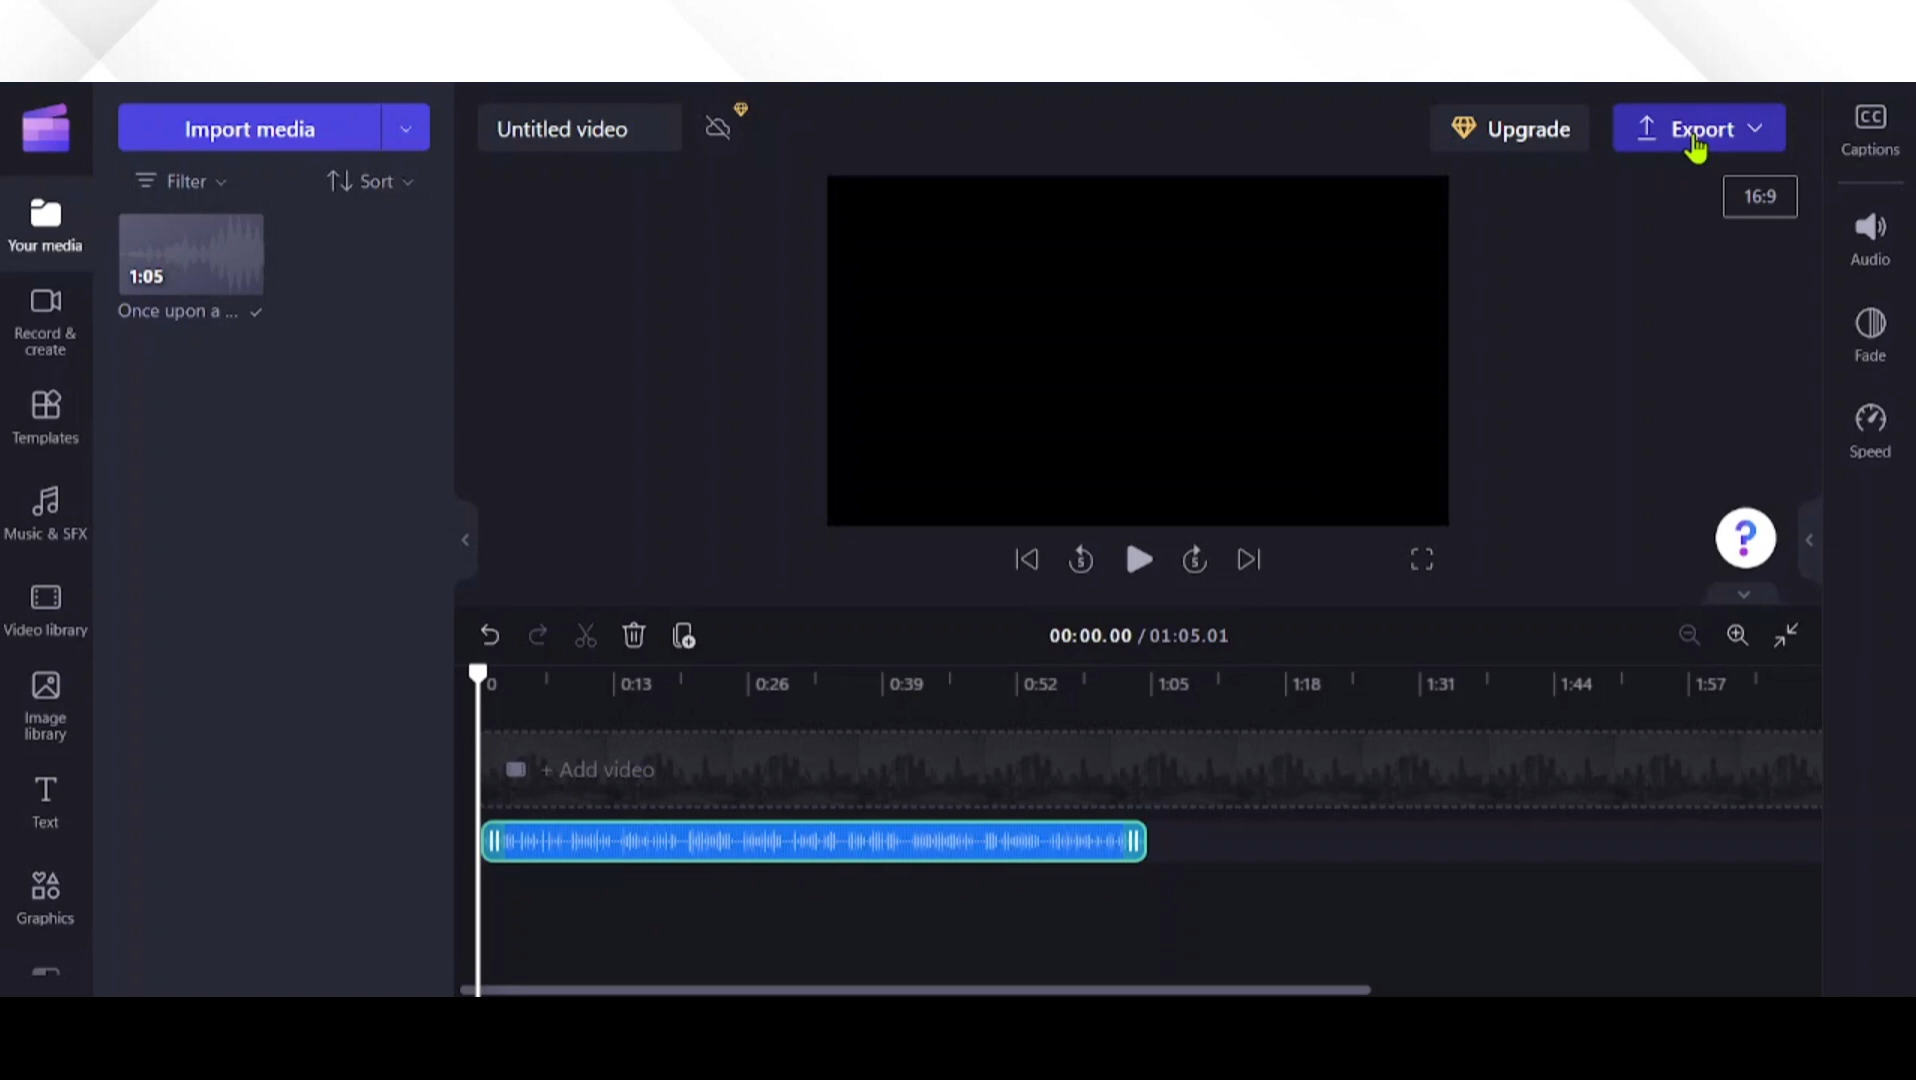 Import media
Untitled video
Upgrade
Export
CC
Captions
Filter
Sort
16:9
Your media
1:05
Once upon a ...
Audio
Record &
create
Fade
Templates
Speed
Music & SFX
5
5
?
Video library
00:00.00 / 01:05.01
0
0:13
0:26
0:39
0:52
1:05
1:18
1:31
1:44
1:57
Image
library
+ Add video
T
Text
Graphics